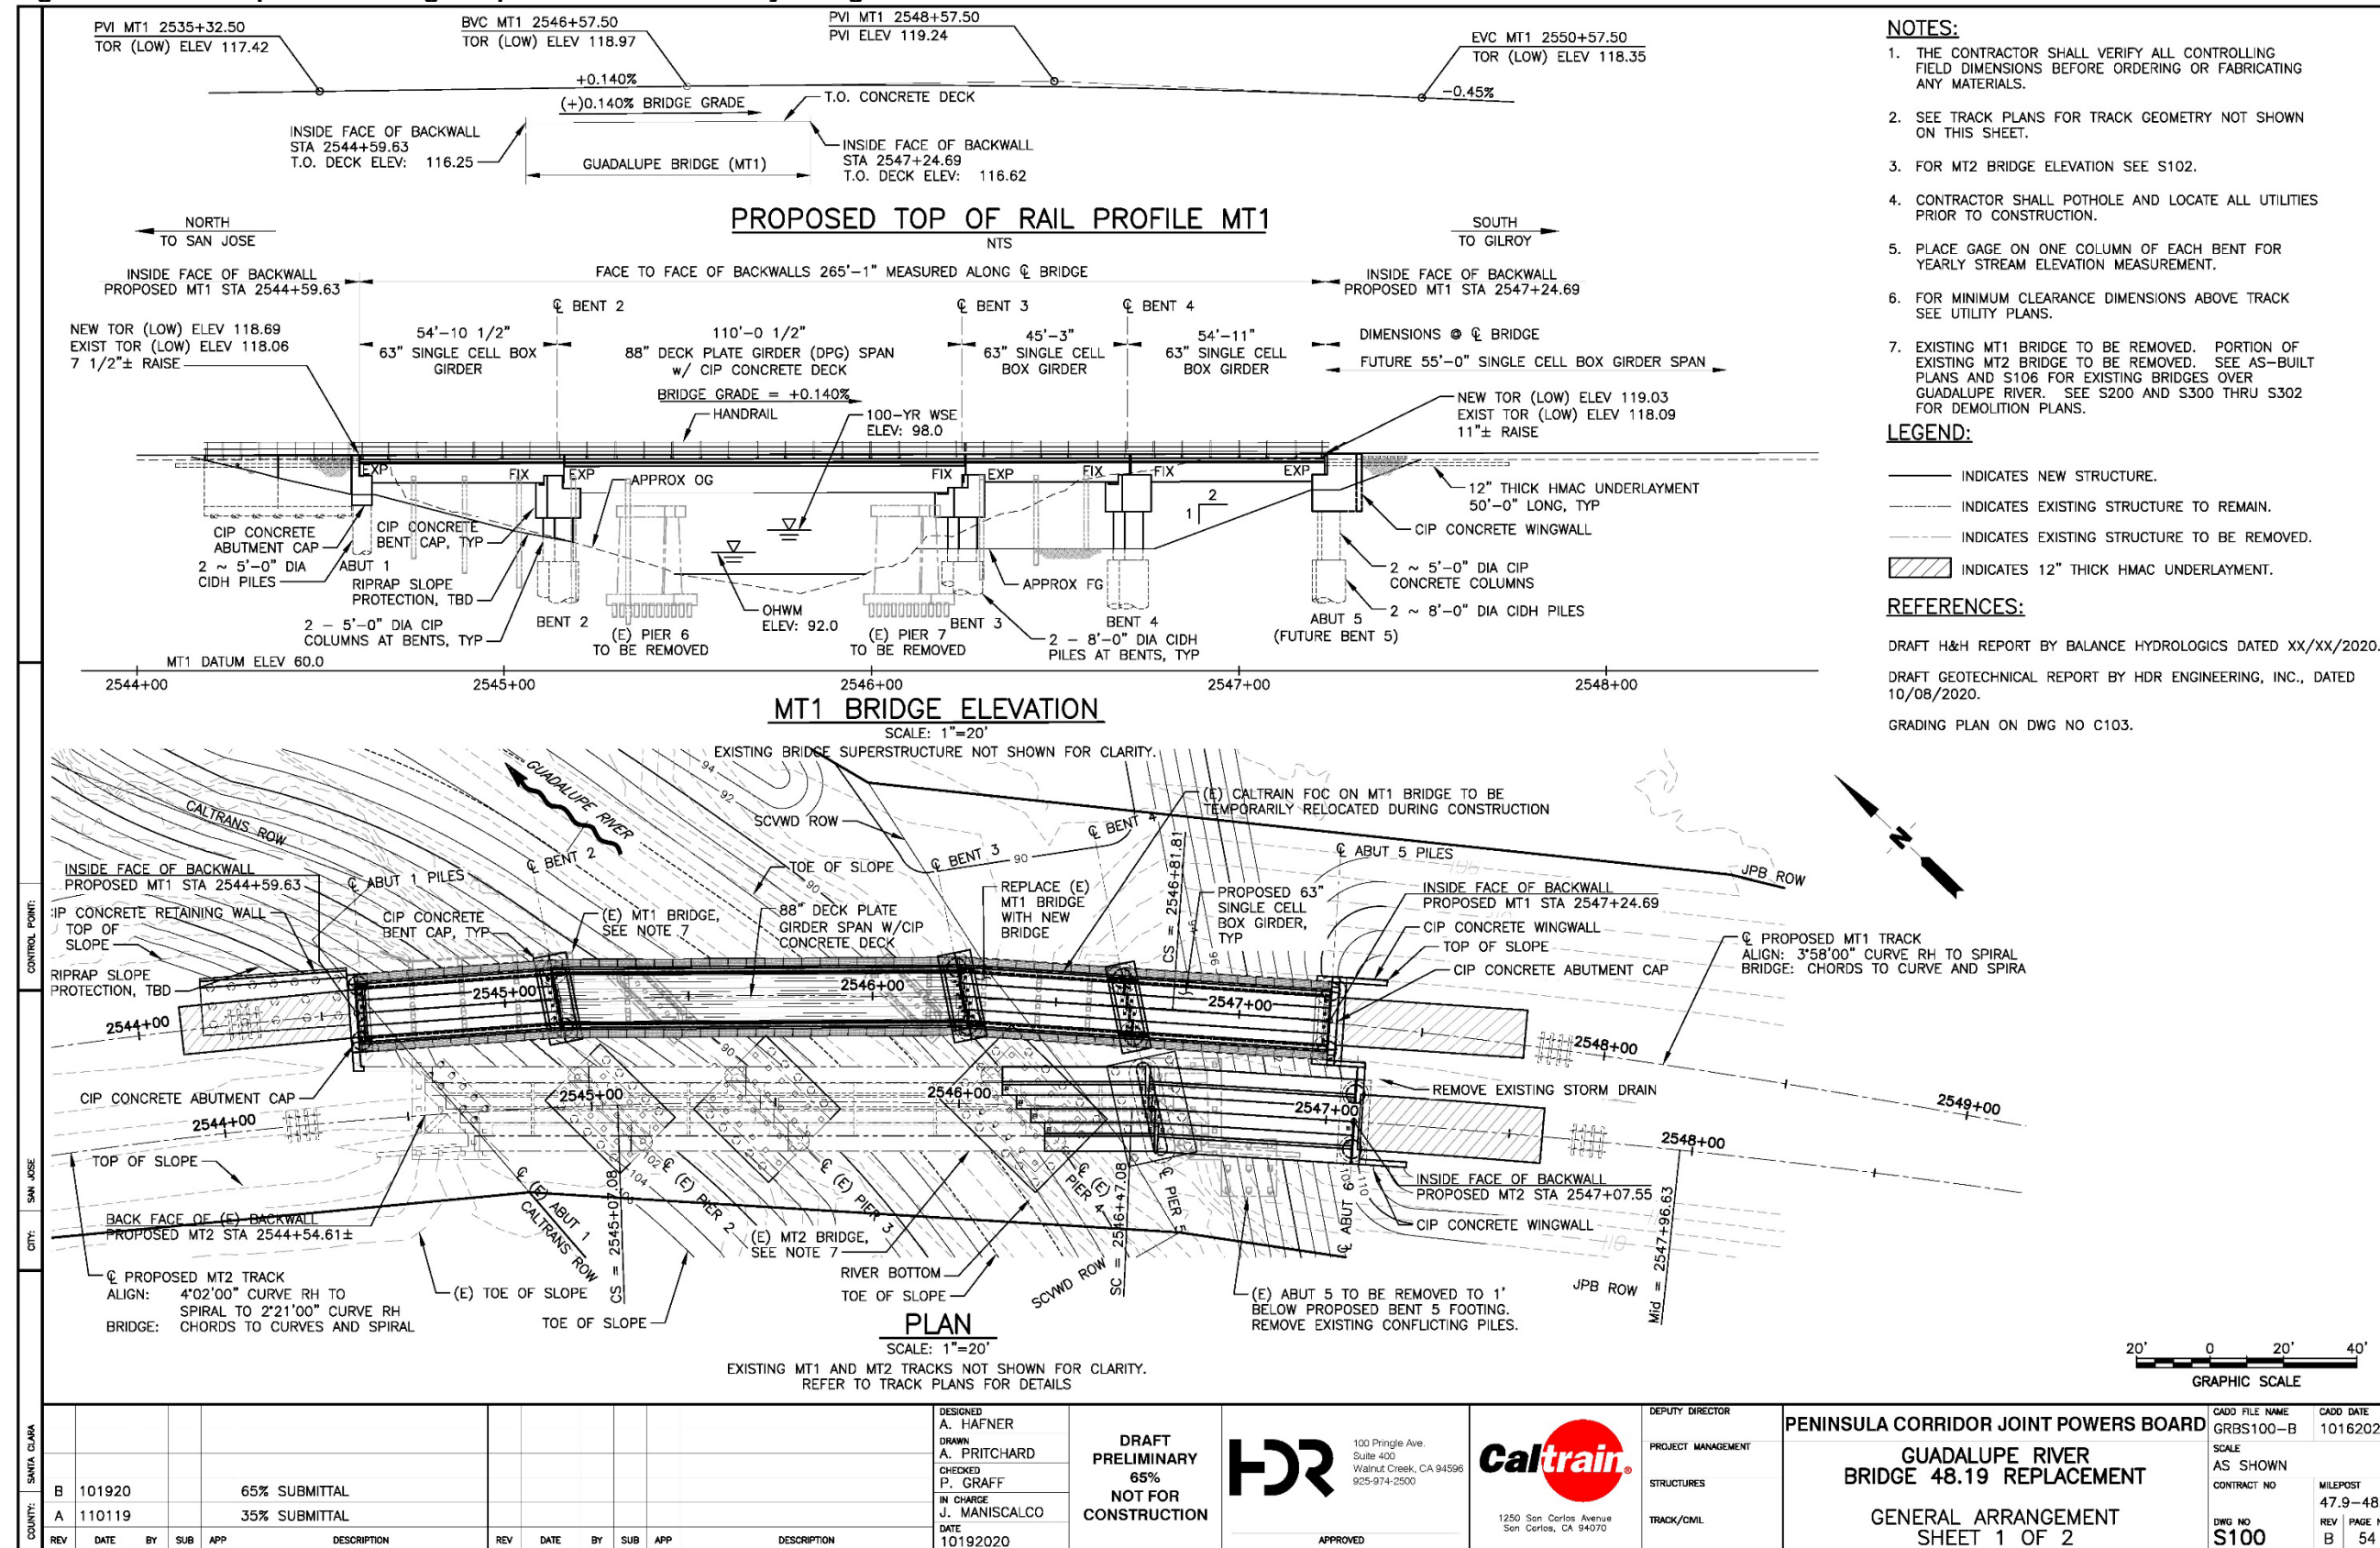 PVI MT1 2535+32.50
TOR (LOW) ELEV 117.42
BVC MT1 2546+57.50
TOR (LOW) ELEV 118.97
PVI MT1 2548+57.50
PVI ELEV 119.24
EVC MT1 2550+57.50
TOR (LOW) ELEV 118.35
+0.140%
-0.45%
(+)0.140% BRIDGE GRADE
T.O. CONCRETE DECK
INSIDE FACE OF BACKWALL
STA 2544+59.63
T.O. DECK ELEV: 116.25
GUADALUPE BRIDGE (MT1)
INSIDE FACE OF BACKWALL
STA 2547+24.69
T.O. DECK ELEV: 116.62
PROPOSED TOP OF RAIL PROFILE MT1
NTS
NORTH
TO SAN JOSE
SOUTH
TO GILROY
INSIDE FACE OF BACKWALL
PROPOSED MT1 STA 2544+59.63
FACE TO FACE OF BACKWALLS 265'-1" MEASURED ALONG ℄ BRIDGE
INSIDE FACE OF BACKWALL
PROPOSED MT1 STA 2547+24.69
℄ BENT 2
℄ BENT 3
℄ BENT 4
NEW TOR (LOW) ELEV 118.69
EXIST TOR (LOW) ELEV 118.06
7 1/2"± RAISE
54'-10 1/2"
63" SINGLE CELL BOX
GIRDER
110'-0 1/2"
88" DECK PLATE GIRDER (DPG) SPAN
w/ CIP CONCRETE DECK
45'-3"
63" SINGLE CELL
BOX GIRDER
54'-11"
63" SINGLE CELL
BOX GIRDER
DIMENSIONS @ ℄ BRIDGE
FUTURE 55'-0" SINGLE CELL BOX GIRDER SPAN
BRIDGE GRADE = +0.140%
HANDRAIL
100-YR WSE
ELEV: 98.0
NEW TOR (LOW) ELEV 119.03
EXIST TOR (LOW) ELEV 118.09
11"± RAISE
EXP
FIX
EXP
FIX
EXP
FIX
FIX
EXP
APPROX OG
2
1
12" THICK HMAC UNDERLAYMENT
50'-0" LONG, TYP
CIP CONCRETE WINGWALL
CIP CONCRETE
ABUTMENT CAP
CIP CONCRETE
BENT CAP, TYP
2 ~ 5'-0" DIA
CIDH PILES
ABUT 1
RIPRAP SLOPE
PROTECTION, TBD
2 - 5'-0" DIA CIP
COLUMNS AT BENTS, TYP
BENT 2
(E) PIER 6
TO BE REMOVED
OHWM
ELEV: 92.0
(E) PIER 7
TO BE REMOVED
BENT 3
APPROX FG
BENT 4
2 - 8'-0" DIA CIDH
PILES AT BENTS, TYP
2 ~ 5'-0" DIA CIP
CONCRETE COLUMNS
2 ~ 8'-0" DIA CIDH PILES
ABUT 5
(FUTURE BENT 5)
MT1 DATUM ELEV 60.0
2544+00
2545+00
2546+00
2547+00
2548+00
MT1 BRIDGE ELEVATION
SCALE: 1"=20'
EXISTING BRIDGE SUPERSTRUCTURE NOT SHOWN FOR CLARITY.
NOTES:
1. THE CONTRACTOR SHALL VERIFY ALL CONTROLLING
FIELD DIMENSIONS BEFORE ORDERING OR FABRICATING
ANY MATERIALS.
2. SEE TRACK PLANS FOR TRACK GEOMETRY NOT SHOWN
ON THIS SHEET.
3. FOR MT2 BRIDGE ELEVATION SEE S102.
4. CONTRACTOR SHALL POTHOLE AND LOCATE ALL UTILITIES
PRIOR TO CONSTRUCTION.
5. PLACE GAGE ON ONE COLUMN OF EACH BENT FOR
YEARLY STREAM ELEVATION MEASUREMENT.
6. FOR MINIMUM CLEARANCE DIMENSIONS ABOVE TRACK
SEE UTILITY PLANS.
7. EXISTING MT1 BRIDGE TO BE REMOVED. PORTION OF
EXISTING MT2 BRIDGE TO BE REMOVED. SEE AS-BUILT
PLANS AND S106 FOR EXISTING BRIDGES OVER
GUADALUPE RIVER. SEE S200 AND S300 THRU S302
FOR DEMOLITION PLANS.
LEGEND:
INDICATES NEW STRUCTURE.
INDICATES EXISTING STRUCTURE TO REMAIN.
INDICATES EXISTING STRUCTURE TO BE REMOVED.
INDICATES 12" THICK HMAC UNDERLAYMENT.
REFERENCES:
DRAFT H&H REPORT BY BALANCE HYDROLOGICS DATED XX/XX/2020.
DRAFT GEOTECHNICAL REPORT BY HDR ENGINEERING, INC., DATED
10/08/2020.
GRADING PLAN ON DWG NO C103.
CALTRANS ROW
GUADALUPE RIVER
94
92
SCVWD ROW
(E) CALTRAIN FOC ON MT1 BRIDGE TO BE
TEMPORARILY RELOCATED DURING CONSTRUCTION
℄ BENT 2
TOE OF SLOPE
90
℄ BENT 3
90
℄ BENT 4
CS = 2546+81.81
℄ ABUT 5 PILES
JPB ROW
N
INSIDE FACE OF BACKWALL
PROPOSED MT1 STA 2544+59.63
℄ ABUT 1 PILES
IP CONCRETE RETAINING WALL
TOP OF
SLOPE
CIP CONCRETE
BENT CAP, TYP
(E) MT1 BRIDGE,
SEE NOTE 7
88" DECK PLATE
GIRDER SPAN W/CIP
CONCRETE DECK
REPLACE (E)
MT1 BRIDGE
WITH NEW
BRIDGE
PROPOSED 63"
SINGLE CELL
BOX GIRDER,
TYP
94
96
INSIDE FACE OF BACKWALL
PROPOSED MT1 STA 2547+24.69
CIP CONCRETE WINGWALL
TOP OF SLOPE
CIP CONCRETE ABUTMENT CAP
℄ PROPOSED MT1 TRACK
ALIGN: 3°58'00" CURVE RH TO SPIRAL
BRIDGE: CHORDS TO CURVE AND SPIRA
RIPRAP SLOPE
PROTECTION, TBD
2544+00
2545+00
2546+00
2547+00
2548+00
2549+00
90
CIP CONCRETE ABUTMENT CAP
2544+00
2545+00
2546+00
2547+00
2548+00
REMOVE EXISTING STORM DRAIN
TOP OF SLOPE
BACK FACE OF (E) BACKWALL
PROPOSED MT2 STA 2544+54.61±
℄ (E) ABUT 1
CALTRANS ROW
CS = 2545+07.08
102
104
℄ (E) PIER 2
℄ (E) PIER 3
℄ (E) PIER 4
SC = 2546+47.08
℄ PIER 5
℄ ABUT 6
109
110
INSIDE FACE OF BACKWALL
PROPOSED MT2 STA 2547+07.55
CIP CONCRETE WINGWALL
110
JPB ROW
Mid = 2547+96.63
℄ PROPOSED MT2 TRACK
ALIGN: 4°02'00" CURVE RH TO
SPIRAL TO 2°21'00" CURVE RH
BRIDGE: CHORDS TO CURVES AND SPIRAL
(E) TOE OF SLOPE
TOE OF SLOPE
(E) MT2 BRIDGE,
SEE NOTE 7
RIVER BOTTOM
TOE OF SLOPE
SCVWD ROW
(E) ABUT 5 TO BE REMOVED TO 1'
BELOW PROPOSED BENT 5 FOOTING.
REMOVE EXISTING CONFLICTING PILES.
PLAN
SCALE: 1"=20'
EXISTING MT1 AND MT2 TRACKS NOT SHOWN FOR CLARITY.
REFER TO TRACK PLANS FOR DETAILS
20' 0 20' 40'
GRAPHIC SCALE
CONTROL POINT:
CITY: SAN JOSE
COUNTY: SANTA CLARA
B 101920 65% SUBMITTAL
A 110119 35% SUBMITTAL
REV DATE BY SUB APP DESCRIPTION
REV DATE BY SUB APP DESCRIPTION
DESIGNED
A. HAFNER
DRAWN
A. PRITCHARD
CHECKED
P. GRAFF
IN CHARGE
J. MANISCALCO
DATE
10192020
DRAFT
PRELIMINARY
65%
NOT FOR
CONSTRUCTION
HDR
100 Pringle Ave.
Suite 400
Walnut Creek, CA 94596
925-974-2500
APPROVED
Caltrain
1250 San Carlos Avenue
San Carlos, CA 94070
DEPUTY DIRECTOR
PROJECT MANAGEMENT
STRUCTURES
TRACK/CIVIL
PENINSULA CORRIDOR JOINT POWERS BOARD
GUADALUPE RIVER
BRIDGE 48.19 REPLACEMENT
GENERAL ARRANGEMENT
SHEET 1 OF 2
CADD FILE NAME
GRBS100-B
CADD DATE
1016202
SCALE
AS SHOWN
CONTRACT NO
MILEPOST
47.9-48
DWG NO
S100
REV
B
PAGE N
54